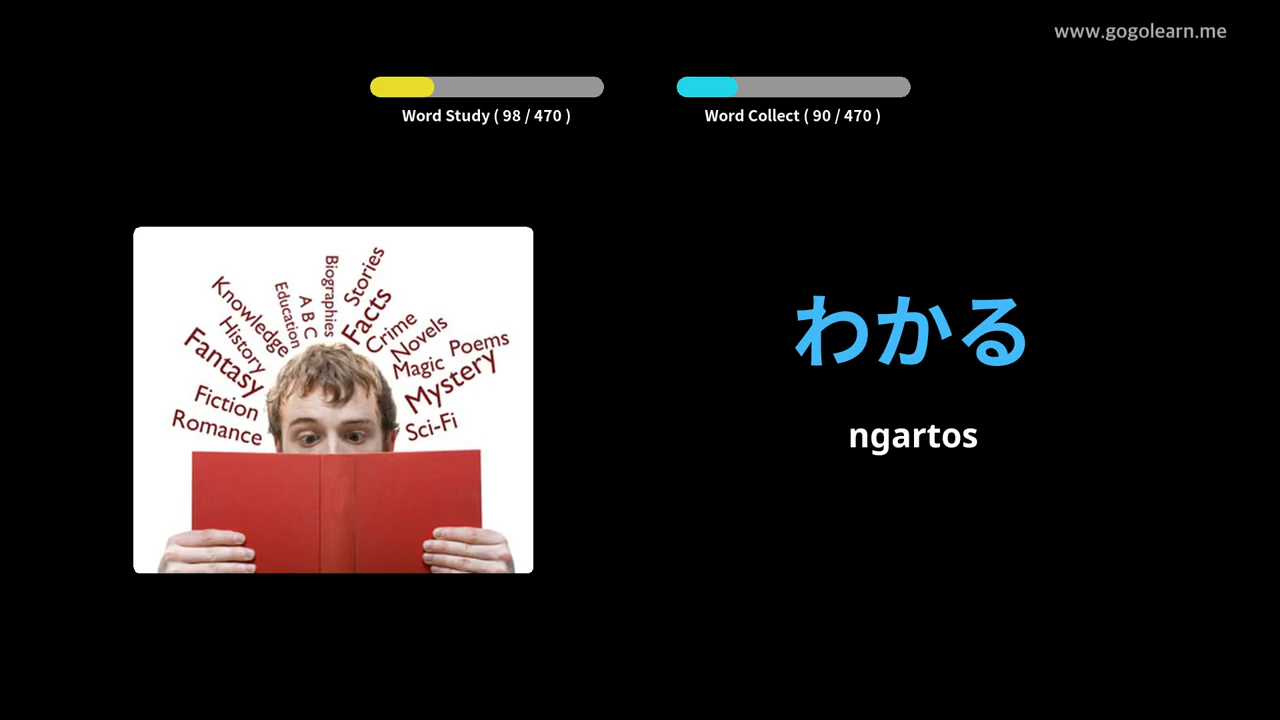 www.gogolearn.me
Word Study ( 98 / 470 )
Word Collect ( 90 / 470 )
Biographies
Stories
Facts
A B C
Education
Knowledge
History
Fantasy
Fiction
Romance
Crime
Novels
Magic
Poems
Mystery
Sci-Fi
わかる
ngartos